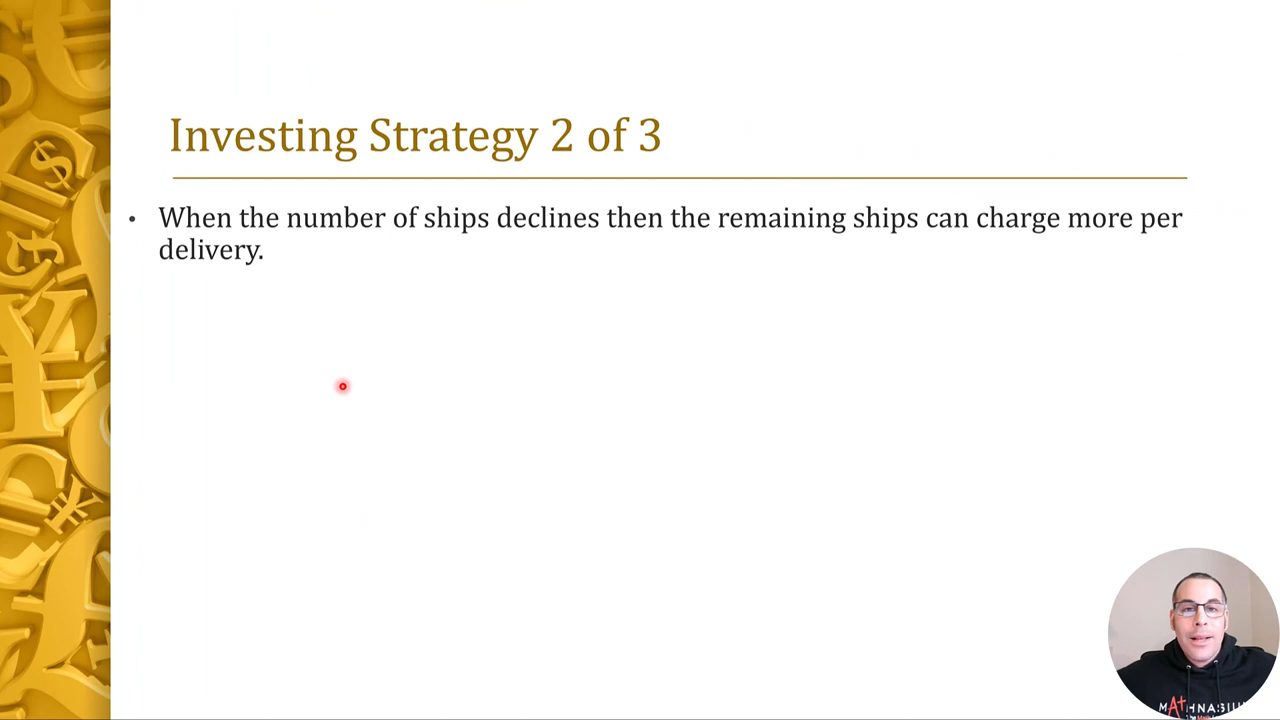 Investing Strategy 2 of 3
• When the number of ships declines then the remaining ships can charge more per
delivery.